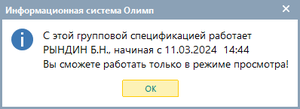 Информационная система Олимп
С этой групповой спецификацией работает
РЫНДИН Б.Н., начиная с 11.03.2024 14:44
Вы сможете работать только в режиме просмотра!
ОК